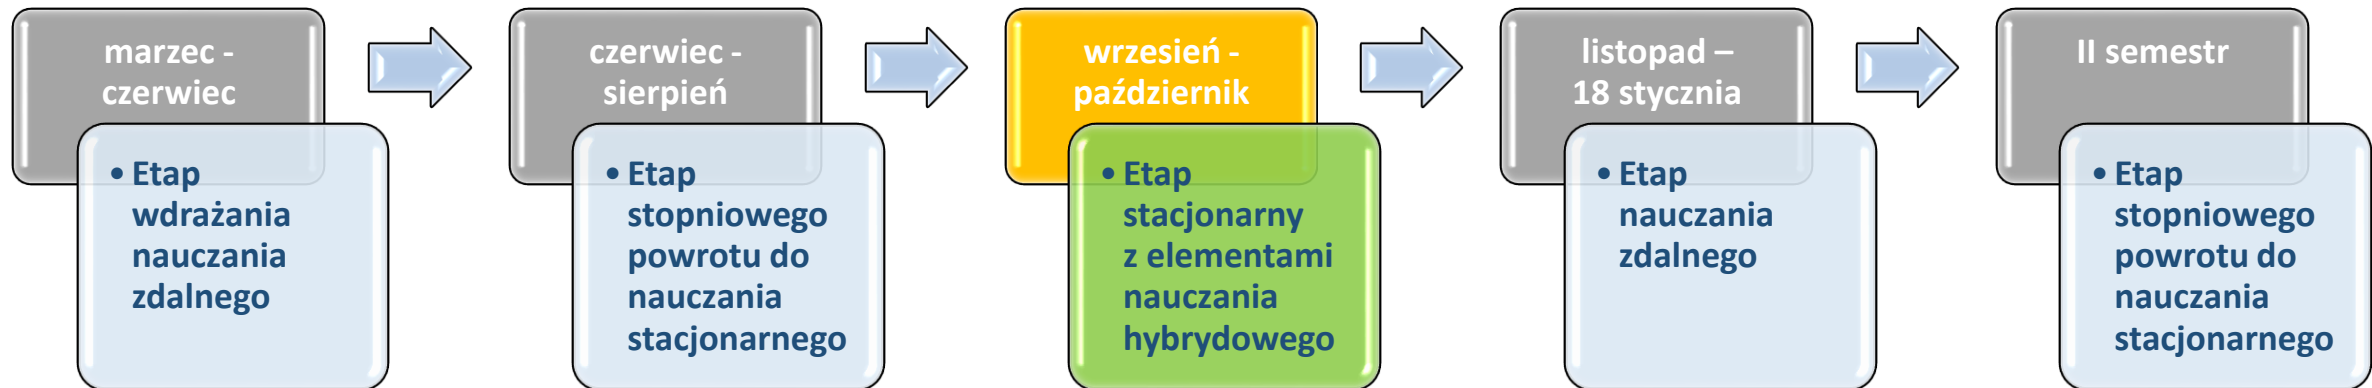 marzec -
czerwiec
• Etap
wdrażania
nauczania
zdalnego
czerwiec -
sierpień
• Etap
stopniowego
powrotu do
nauczania
stacjonarnego
wrzesień -
październik
• Etap
stacjonarny
z elementami
nauczania
hybrydowego
listopad –
18 stycznia
• Etap
nauczania
zdalnego
II semestr
• Etap
stopniowego
powrotu do
nauczania
stacjonarnego